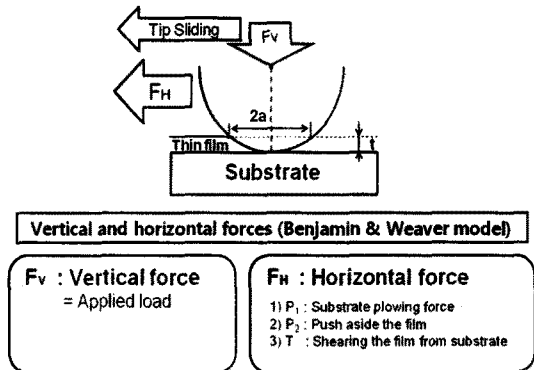 Tip Sliding
Fv
FH
2a
t
Thin film
Substrate
Vertical and horizontal forces (Benjamin & Weaver model)
Fv : Vertical force
= Applied load
FH : Horizontal force
1) P1 : Substrate plowing force
2) P2 : Push aside the film
3) T : Shearing the film from substrate